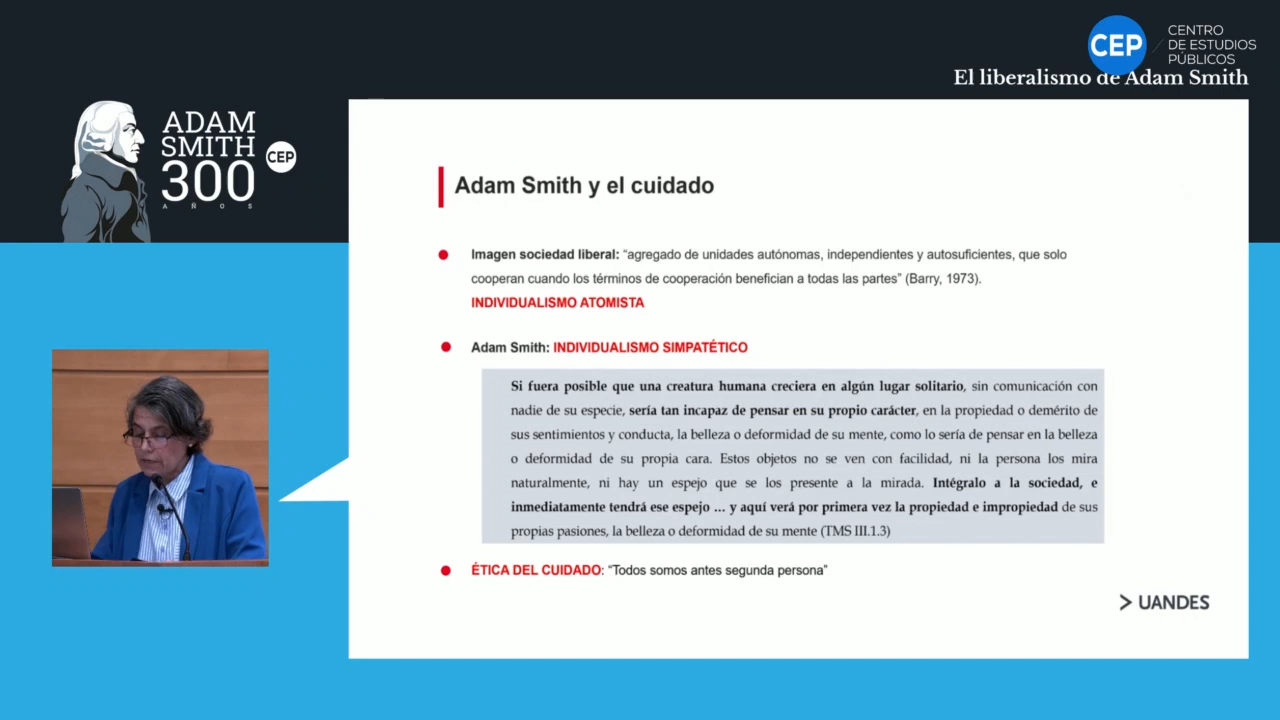 CEP
CENTRO
DE ESTUDIOS
PÚBLICOS
El liberalismo de Adam Smith
ADAM
SMITH
300
AÑOS
CEP
Adam Smith y el cuidado
Imagen sociedad liberal: “agregado de unidades autónomas, independientes y autosuficientes, que solo
cooperan cuando los términos de cooperación benefician a todas las partes” (Barry, 1973).
INDIVIDUALISMO ATOMISTA
Adam Smith: INDIVIDUALISMO SIMPATÉTICO
Si fuera posible que una creatura humana creciera en algún lugar solitario, sin comunicación con
nadie de su especie, sería tan incapaz de pensar en su propio carácter, en la propiedad o demérito de
sus sentimientos y conducta, la belleza o deformidad de su mente, como lo sería de pensar en la belleza
o deformidad de su propia cara. Estos objetos no se ven con facilidad, ni la persona los mira
naturalmente, ni hay un espejo que se los presente a la mirada. Intégralo a la sociedad, e
inmediatamente tendrá ese espejo ... y aquí verá por primera vez la propiedad e impropiedad de sus
propias pasiones, la belleza o deformidad de su mente (TMS III.1.3)
ÉTICA DEL CUIDADO: “Todos somos antes segunda persona”
> UANDES